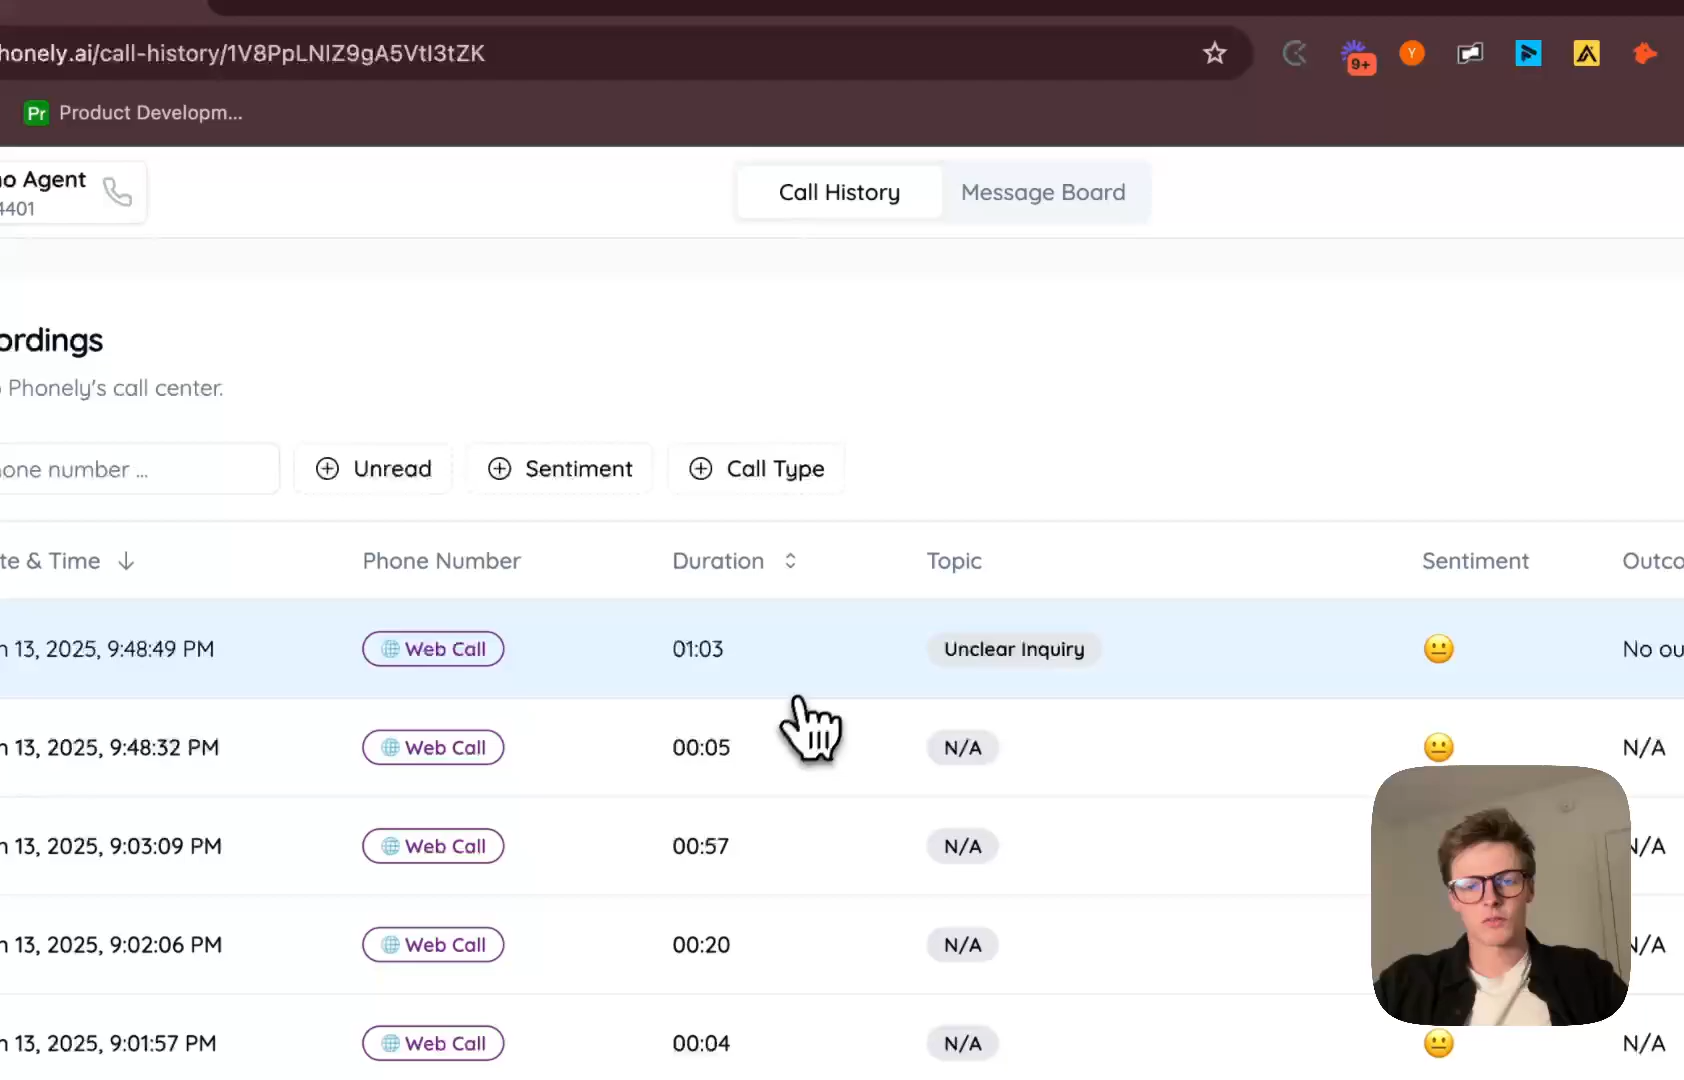 honely.ai/call-history/1V8PpLNlZ9gA5VtI3tZK
9+
Y
Pr Product Developm...
no Agent
4401
Call History
Message Board
ordings
o Phonely's call center.
one number ...
Unread
Sentiment
Call Type
te & Time
Phone Number
Duration
Topic
Sentiment
Outco
n 13, 2025, 9:48:49 PM
Web Call
01:03
Unclear Inquiry
No ou
n 13, 2025, 9:48:32 PM
Web Call
00:05
N/A
N/A
n 13, 2025, 9:03:09 PM
Web Call
00:57
N/A
N/A
n 13, 2025, 9:02:06 PM
Web Call
00:20
N/A
N/A
n 13, 2025, 9:01:57 PM
Web Call
00:04
N/A
N/A